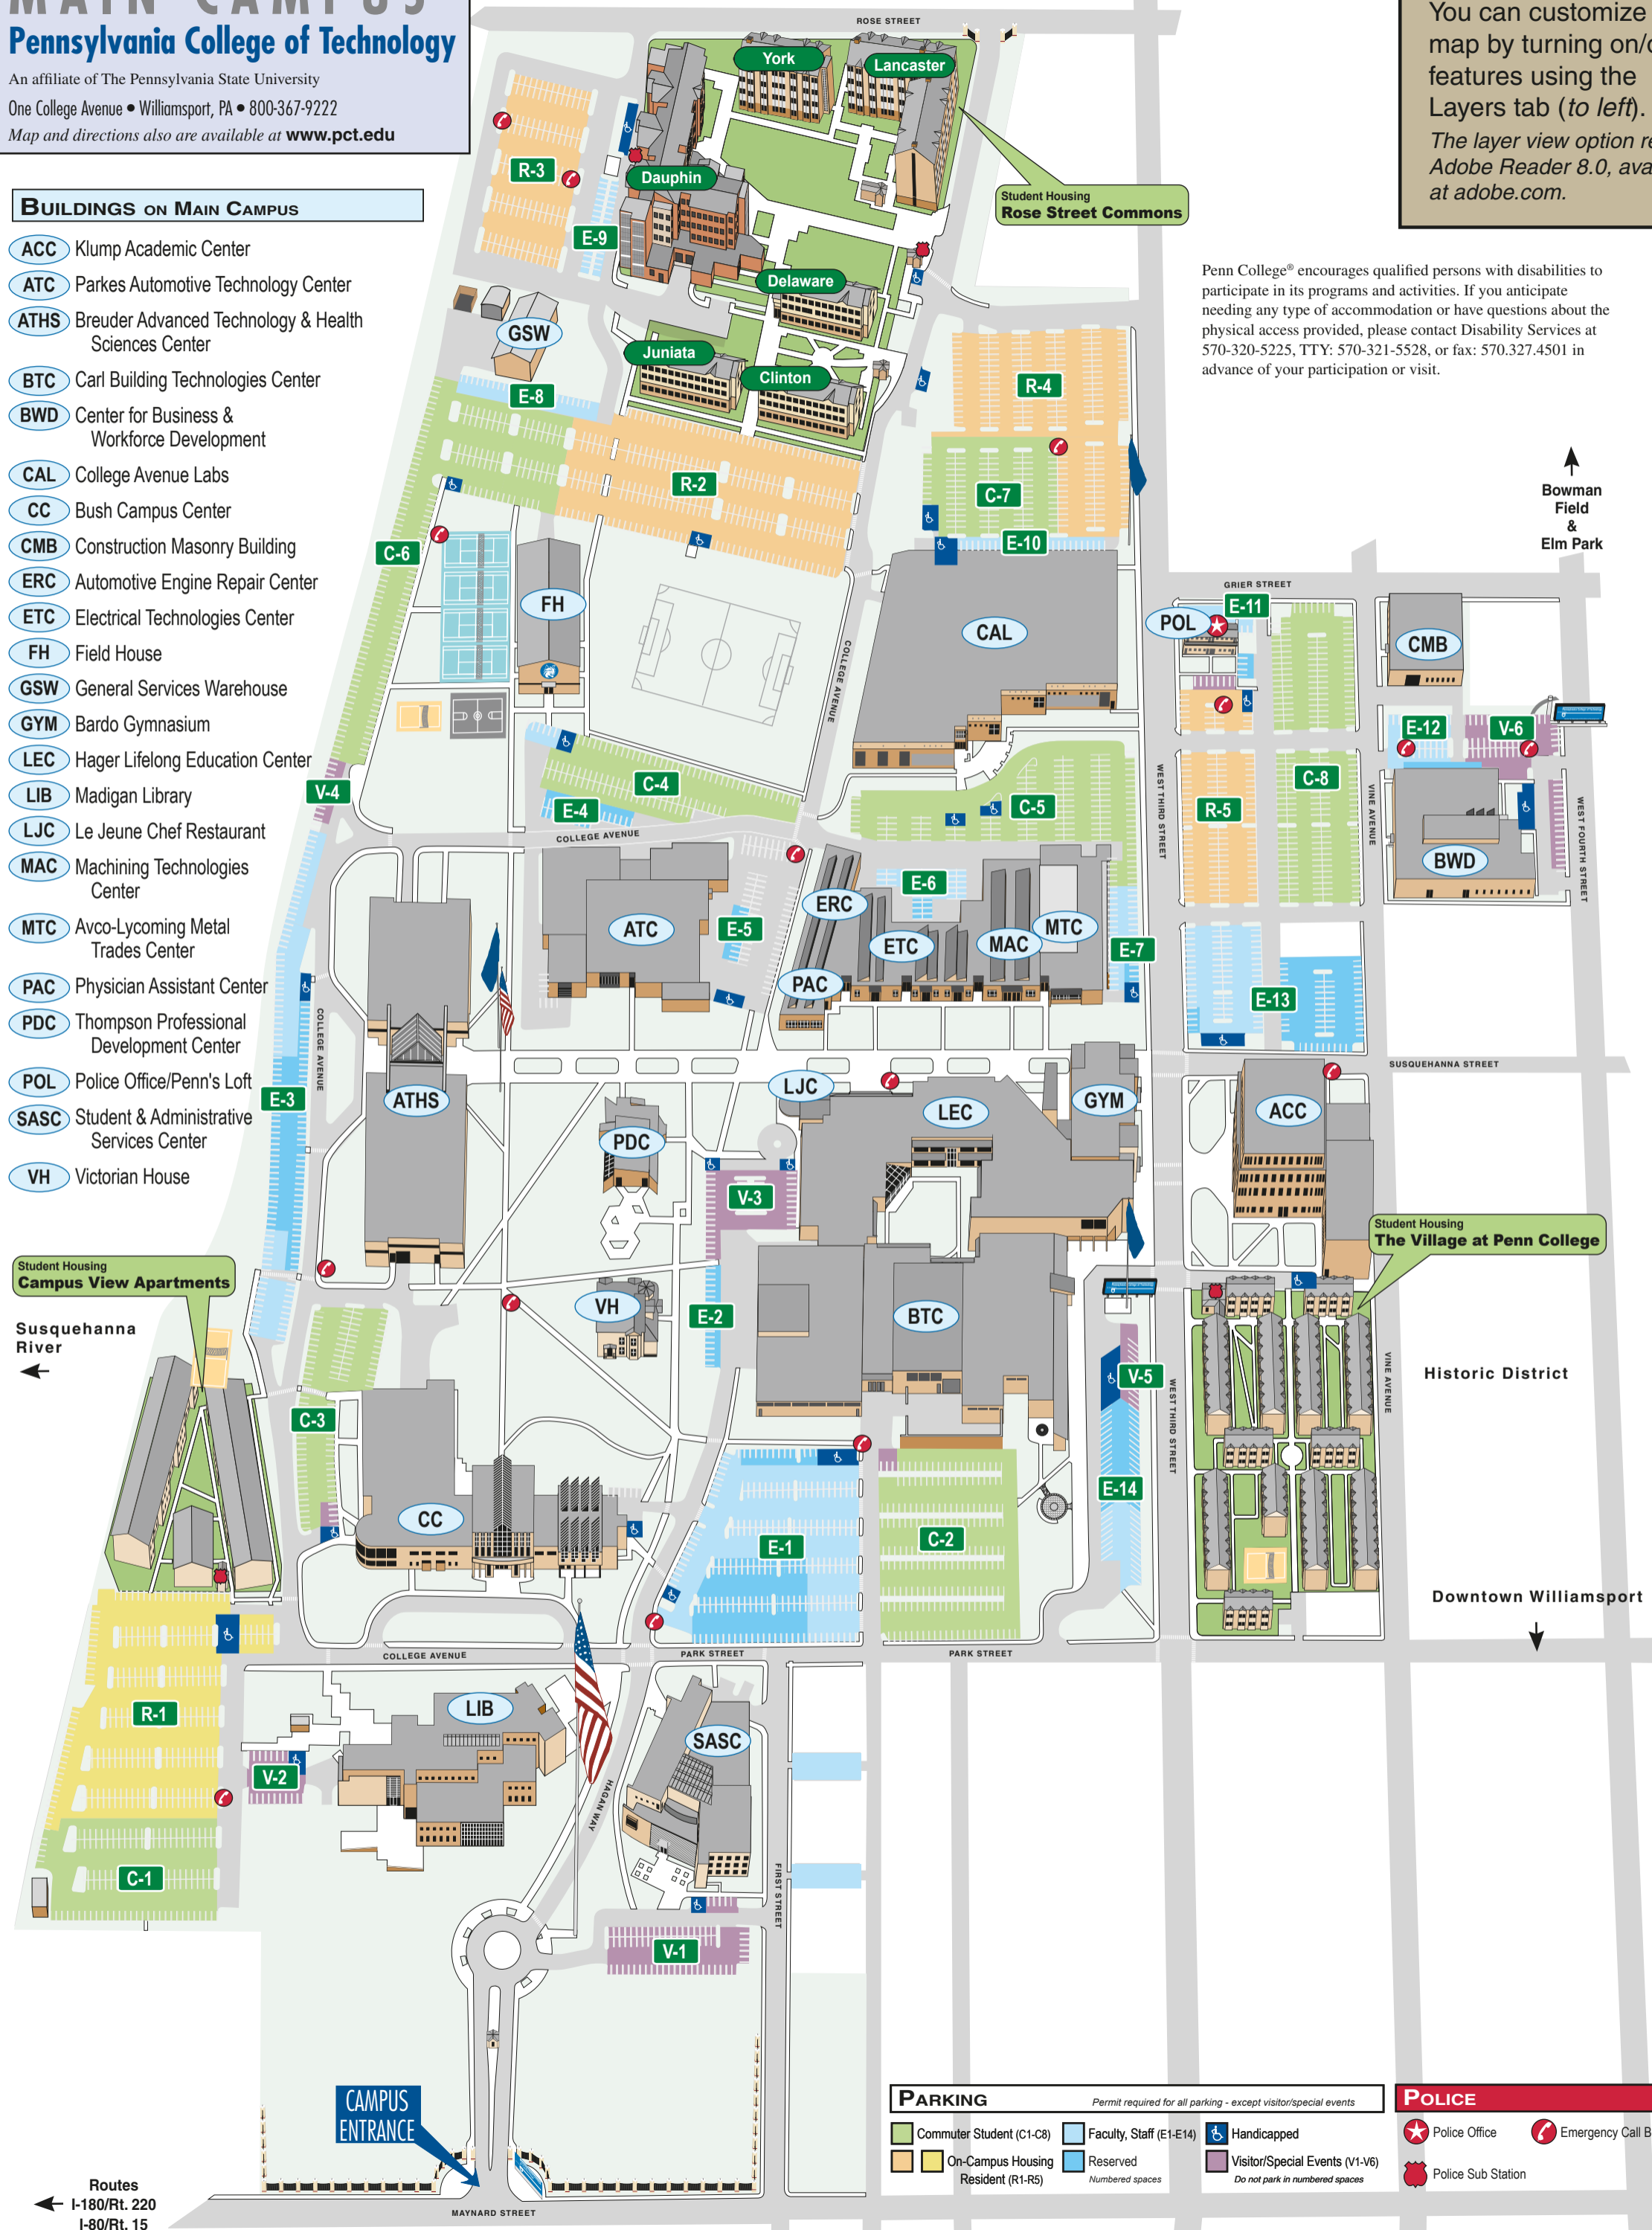 MAIN CAMPUS
Pennsylvania College of Technology
An affiliate of The Pennsylvania State University
One College Avenue • Williamsport, PA • 800-367-9222
Map and directions also are available at www.pct.edu
BUILDINGS ON MAIN CAMPUS
ACC Klump Academic Center
ATC Parkes Automotive Technology Center
ATHS Breuder Advanced Technology & Health
Sciences Center
BTC Carl Building Technologies Center
BWD Center for Business &
Workforce Development
CAL College Avenue Labs
CC Bush Campus Center
CMB Construction Masonry Building
ERC Automotive Engine Repair Center
ETC Electrical Technologies Center
FH Field House
GSW General Services Warehouse
GYM Bardo Gymnasium
LEC Hager Lifelong Education Center
LIB Madigan Library
LJC Le Jeune Chef Restaurant
MAC Machining Technologies
Center
MTC Avco-Lycoming Metal
Trades Center
PAC Physician Assistant Center
PDC Thompson Professional
Development Center
POL Police Office/Penn's Loft
SASC Student & Administrative
Services Center
VH Victorian House
You can customize
map by turning on/o
features using the
Layers tab (to left).
The layer view option re
Adobe Reader 8.0, ava
at adobe.com.
Penn College® encourages qualified persons with disabilities to
participate in its programs and activities. If you anticipate
needing any type of accommodation or have questions about the
physical access provided, please contact Disability Services at
570-320-5225, TTY: 570-321-5528, or fax: 570.327.4501 in
advance of your participation or visit.
ROSE STREET
York
Lancaster
R-3
Dauphin
Student Housing
Rose Street Commons
E-9
Delaware
GSW
Juniata
Clinton
E-8
R-4
R-2
C-7
Bowman
Field
&
Elm Park
C-6
E-10
GRIER STREET
FH
CAL
POL
E-11
CMB
COLLEGE AVENUE
E-12
V-6
V-4
C-4
E-4
C-5
WEST THIRD STREET
R-5
C-8
VINE AVENUE
WEST FOURTH STREET
COLLEGE AVENUE
BWD
E-6
ERC
ATC
E-5
ETC
MAC
MTC
E-7
PAC
E-13
COLLEGE AVENUE
SUSQUEHANNA STREET
E-3
ATHS
LJC
LEC
GYM
ACC
PDC
V-3
Student Housing
The Village at Penn College
Student Housing
Campus View Apartments
Susquehanna
River
VH
E-2
BTC
V-5
WEST THIRD STREET
VINE AVENUE
Historic District
C-3
CC
E-1
C-2
E-14
Downtown Williamsport
COLLEGE AVENUE
PARK STREET
PARK STREET
R-1
LIB
SASC
V-2
HAGAN WAY
C-1
FIRST STREET
V-1
CAMPUS
ENTRANCE
Routes
I-180/Rt. 220
I-80/Rt. 15
MAYNARD STREET
PARKING Permit required for all parking - except visitor/special events
Commuter Student (C1-C8)
Faculty, Staff (E1-E14)
Handicapped
On-Campus Housing
Resident (R1-R5)
Reserved
Numbered spaces
Visitor/Special Events (V1-V6)
Do not park in numbered spaces
POLICE
Police Office
Emergency Call B
Police Sub Station